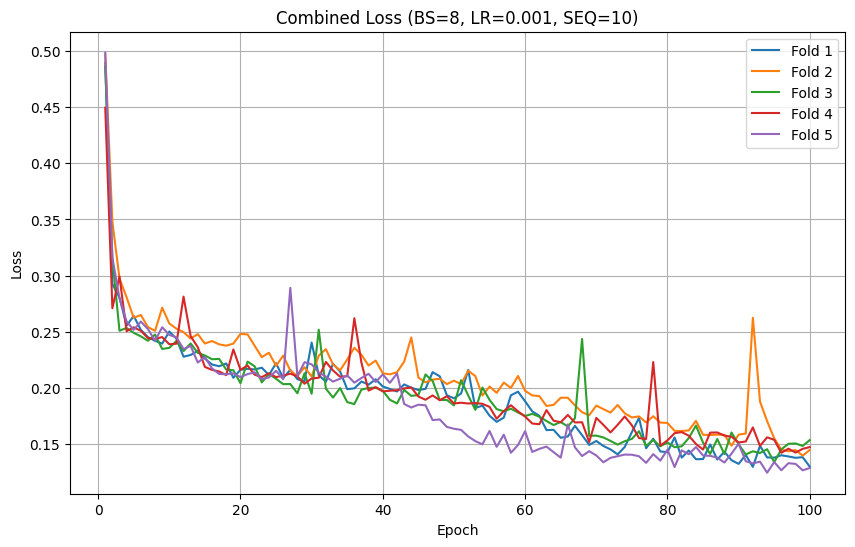 Combined Loss (BS=8, LR=0.001, SEQ=10)
Loss
0.50
0.45
0.40
0.35
0.30
0.25
0.20
0.15
Fold 1
Fold 2
Fold 3
Fold 4
Fold 5
0 20 40 60 80 100
Epoch